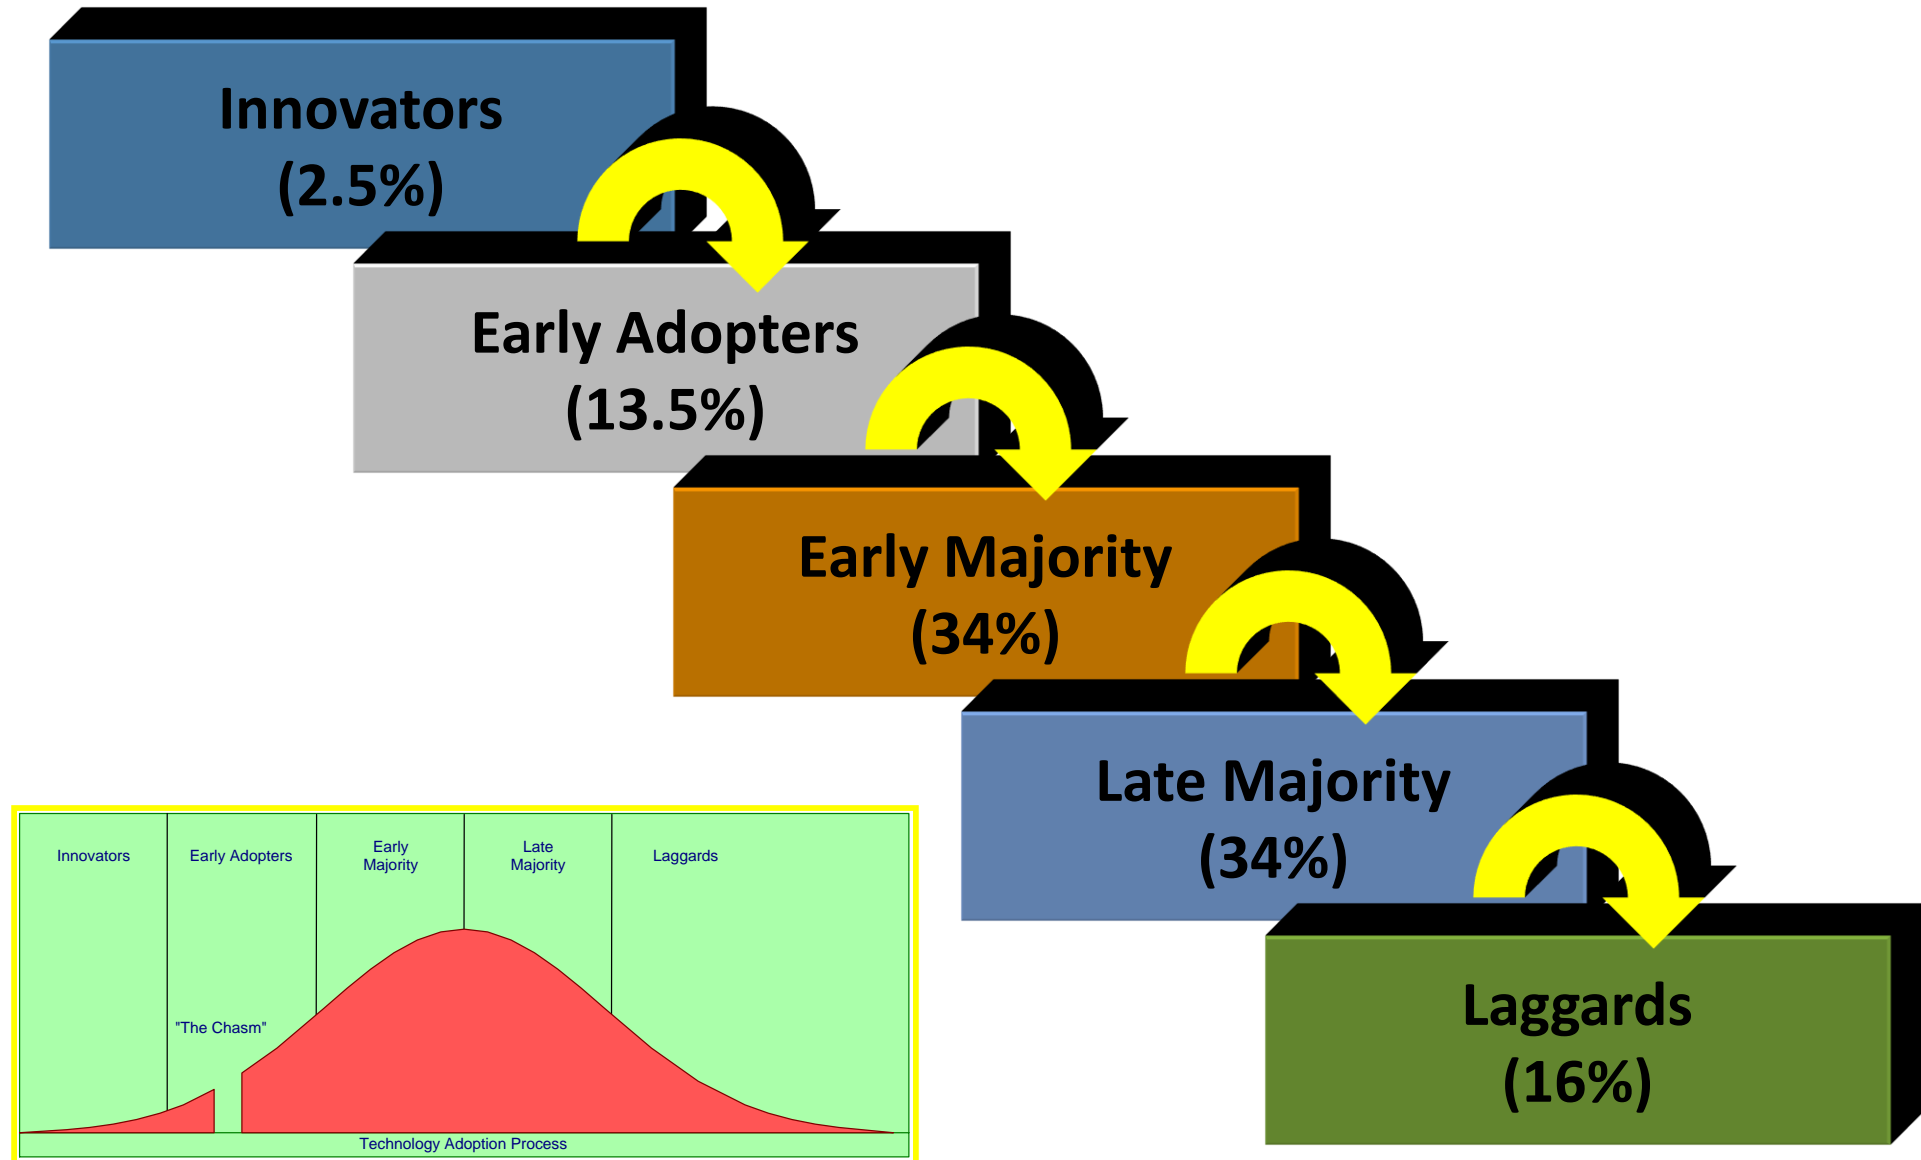 Innovators
(2.5%)
Early Adopters
(13.5%)
Early Majority
(34%)
Late Majority
(34%)
Laggards
(16%)
Innovators
Early Adopters
Early
Majority
Late
Majority
Laggards
"The Chasm"
Technology Adoption Process